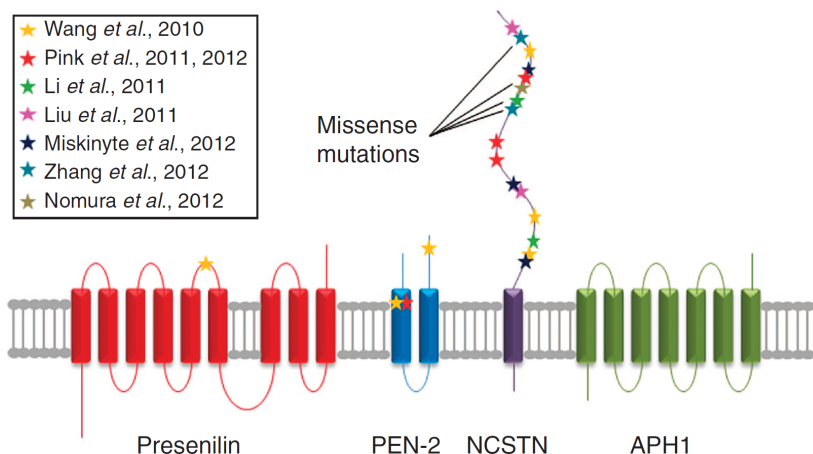 Wang et al., 2010
Pink et al., 2011, 2012
Li et al., 2011
Liu et al., 2011
Miskinyte et al., 2012
Zhang et al., 2012
Nomura et al., 2012
Missense
mutations
Presenilin
PEN-2
NCSTN
APH1